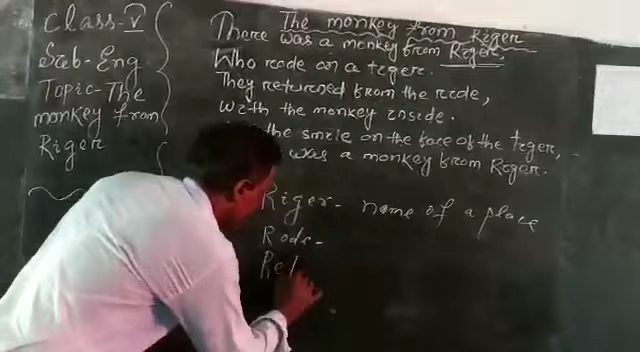 Class-V
Sub-Eng
Topic-The
monkey from
Riger
The monkey from Riger
There was a monkey from Riger,
Who rode on a tiger.
They returned from the ride,
With the monkey inside.
the smile on the face of the tiger,
was a monkey from Riger.
Riger- name of a place
Rode-
Ret